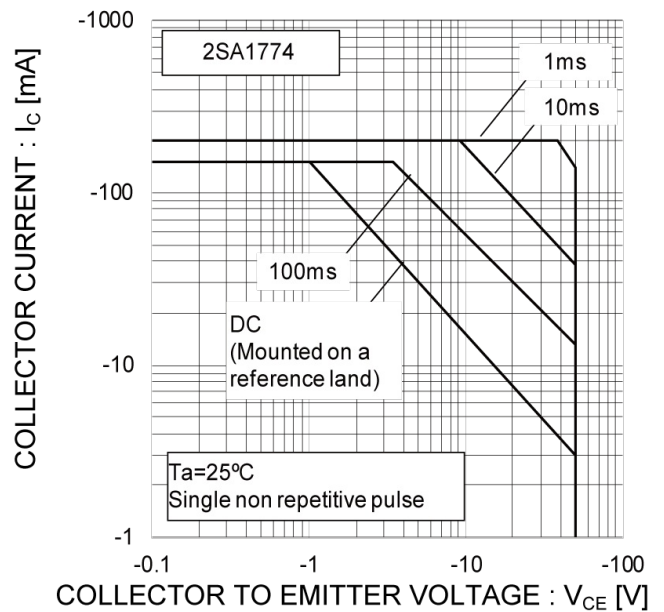 -1000
2SA1774
1ms
10ms
-100
100ms
DC
(Mounted on a
reference land)
-10
Ta=25ºC
Single non repetitive pulse
-1
-0.1
-1
-10
-100
COLLECTOR CURRENT : IC [mA]
COLLECTOR TO EMITTER VOLTAGE : VCE [V]